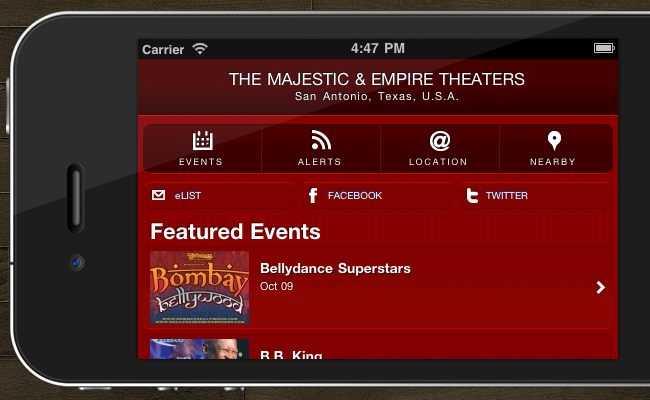 Carrier 4:47 PM
THE MAJESTIC & EMPIRE THEATERS
San Antonio, Texas, U.S.A.
EVENTS ALERTS LOCATION NEARBY
eLIST FACEBOOK TWITTER
Featured Events
Bombay
bellywood
Bellydance Superstars
Oct 09
B.B. King